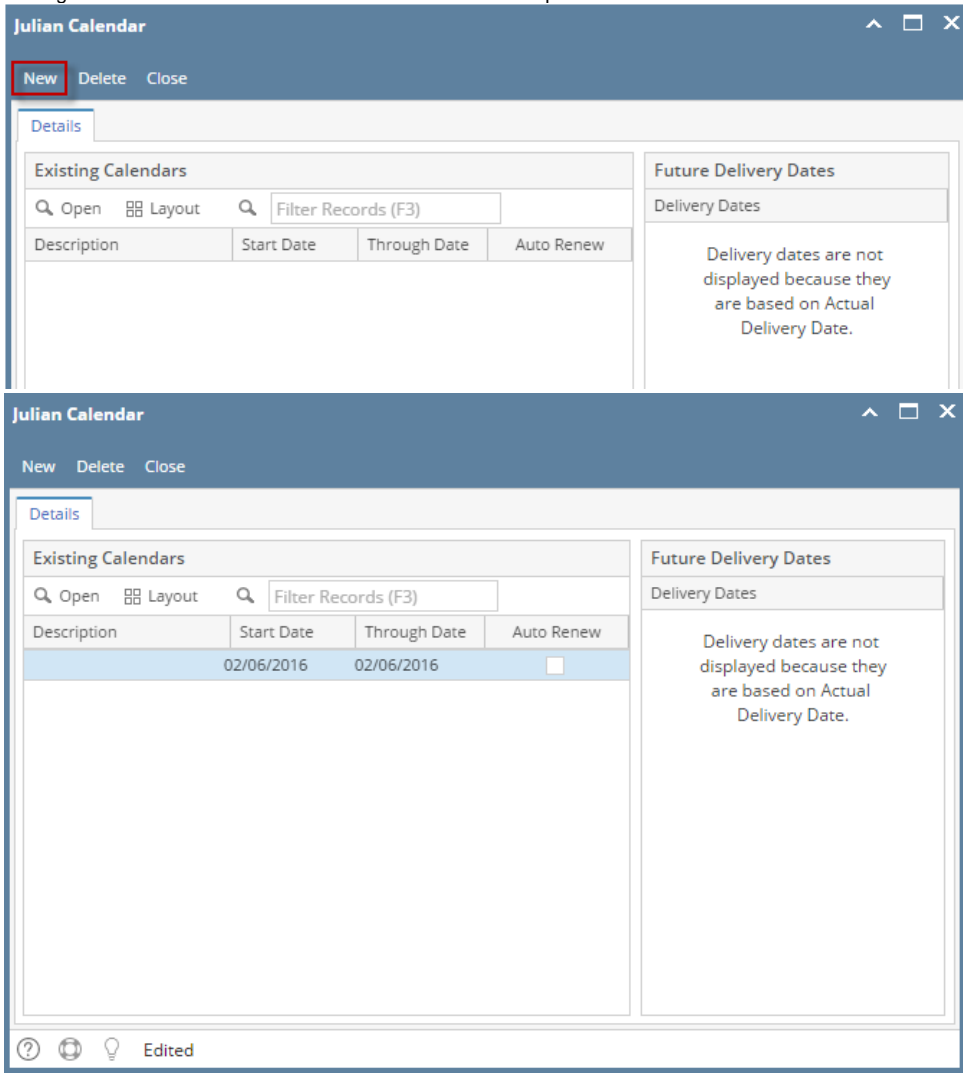 Julian Calendar
New Delete Close
Details
Existing Calendars
Future Delivery Dates
Open Layout Filter Records (F3)
Delivery Dates
Description Start Date Through Date Auto Renew
Delivery dates are not
displayed because they
are based on Actual
Delivery Date.
Julian Calendar
New Delete Close
Details
Existing Calendars
Future Delivery Dates
Open Layout Filter Records (F3)
Delivery Dates
Description Start Date Through Date Auto Renew
02/06/2016 02/06/2016
Delivery dates are not
displayed because they
are based on Actual
Delivery Date.
Edited